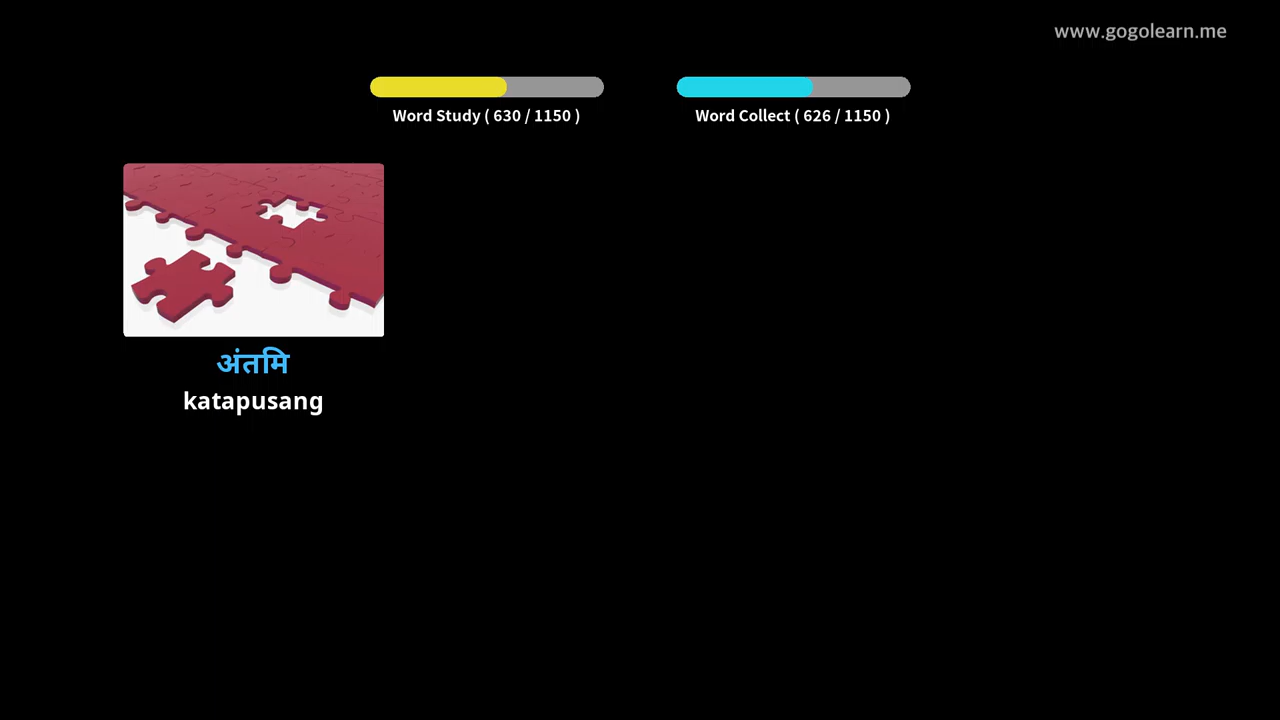 www.gogolearn.me
Word Study ( 630 / 1150 )
Word Collect ( 626 / 1150 )
अंतमि
katapusang